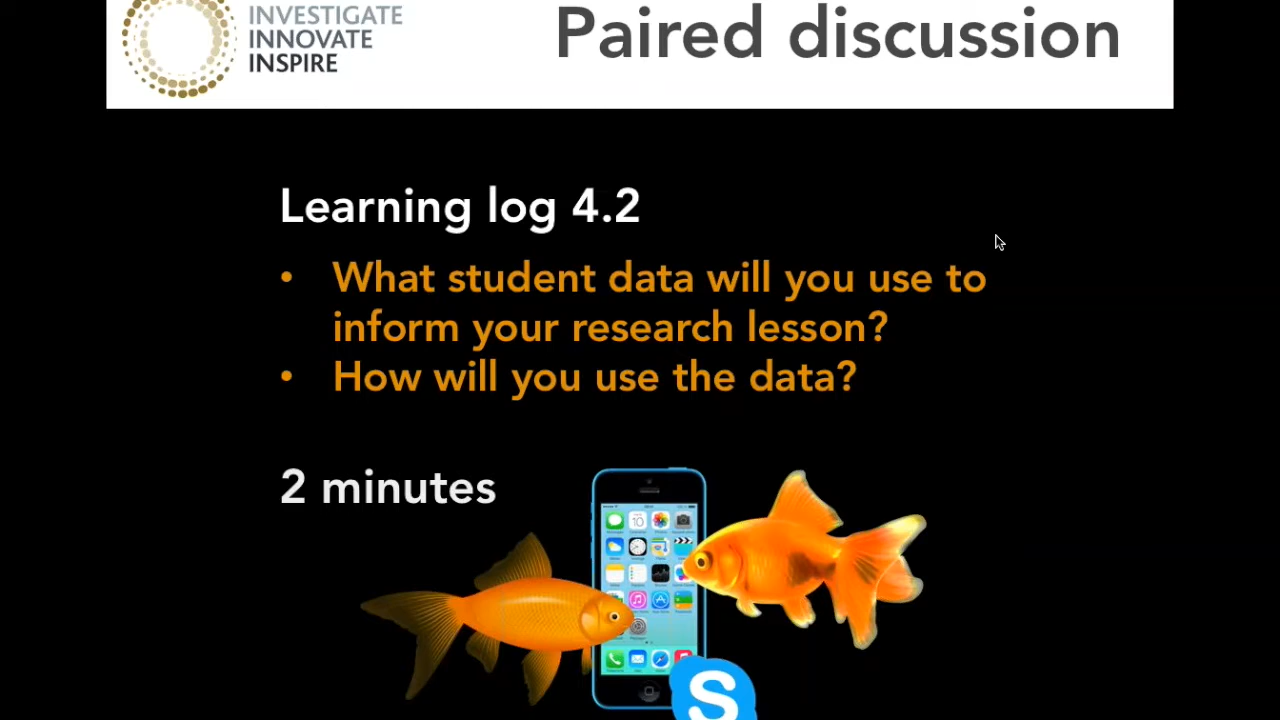 INVESTIGATE
INNOVATE
INSPIRE
Paired discussion
Learning log 4.2
• What student data will you use to
inform your research lesson?
• How will you use the data?
2 minutes
S